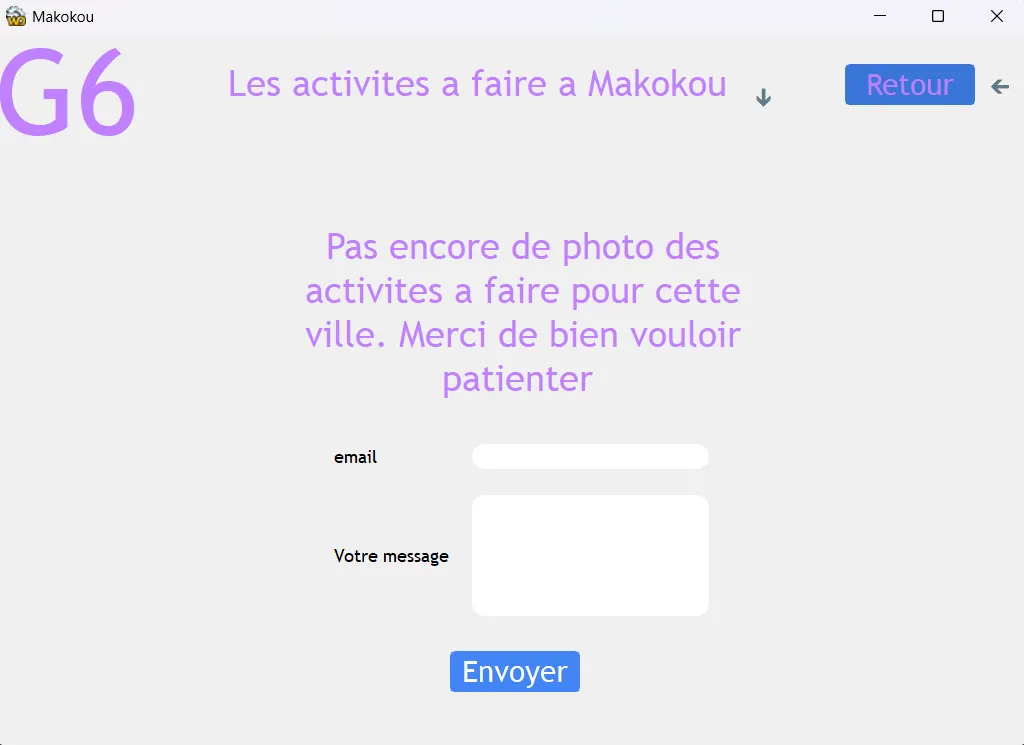 Makokou
G6
Les activites a faire a Makokou
Retour
Pas encore de photo des
activites a faire pour cette
ville. Merci de bien vouloir
patienter
email
Votre message
Envoyer